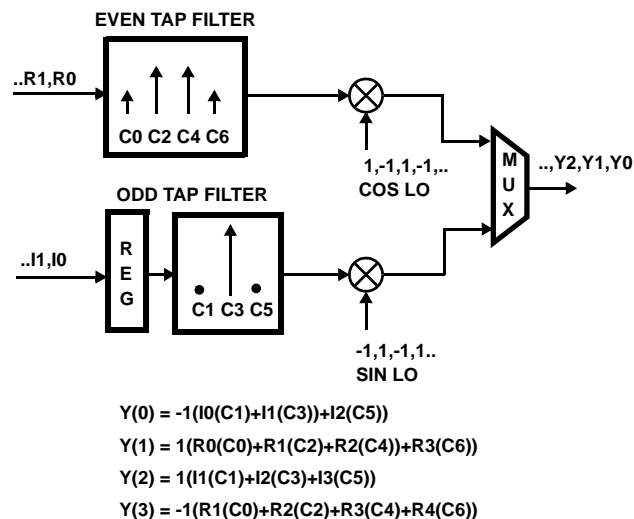 EVEN TAP FILTER
..R1,R0
C0 C2 C4 C6
1,-1,1,-1,..
COS LO
MUX
..,Y2,Y1,Y0
ODD TAP FILTER
..I1,I0
REG
C1 C3 C5
-1,1,-1,1..
SIN LO
Y(0) = -1(I0(C1)+I1(C3))+I2(C5))
Y(1) = 1(R0(C0)+R1(C2)+R2(C4))+R3(C6))
Y(2) = 1(I1(C1)+I2(C3)+I3(C5))
Y(3) = -1(R1(C0)+R2(C2)+R3(C4)+R4(C6))